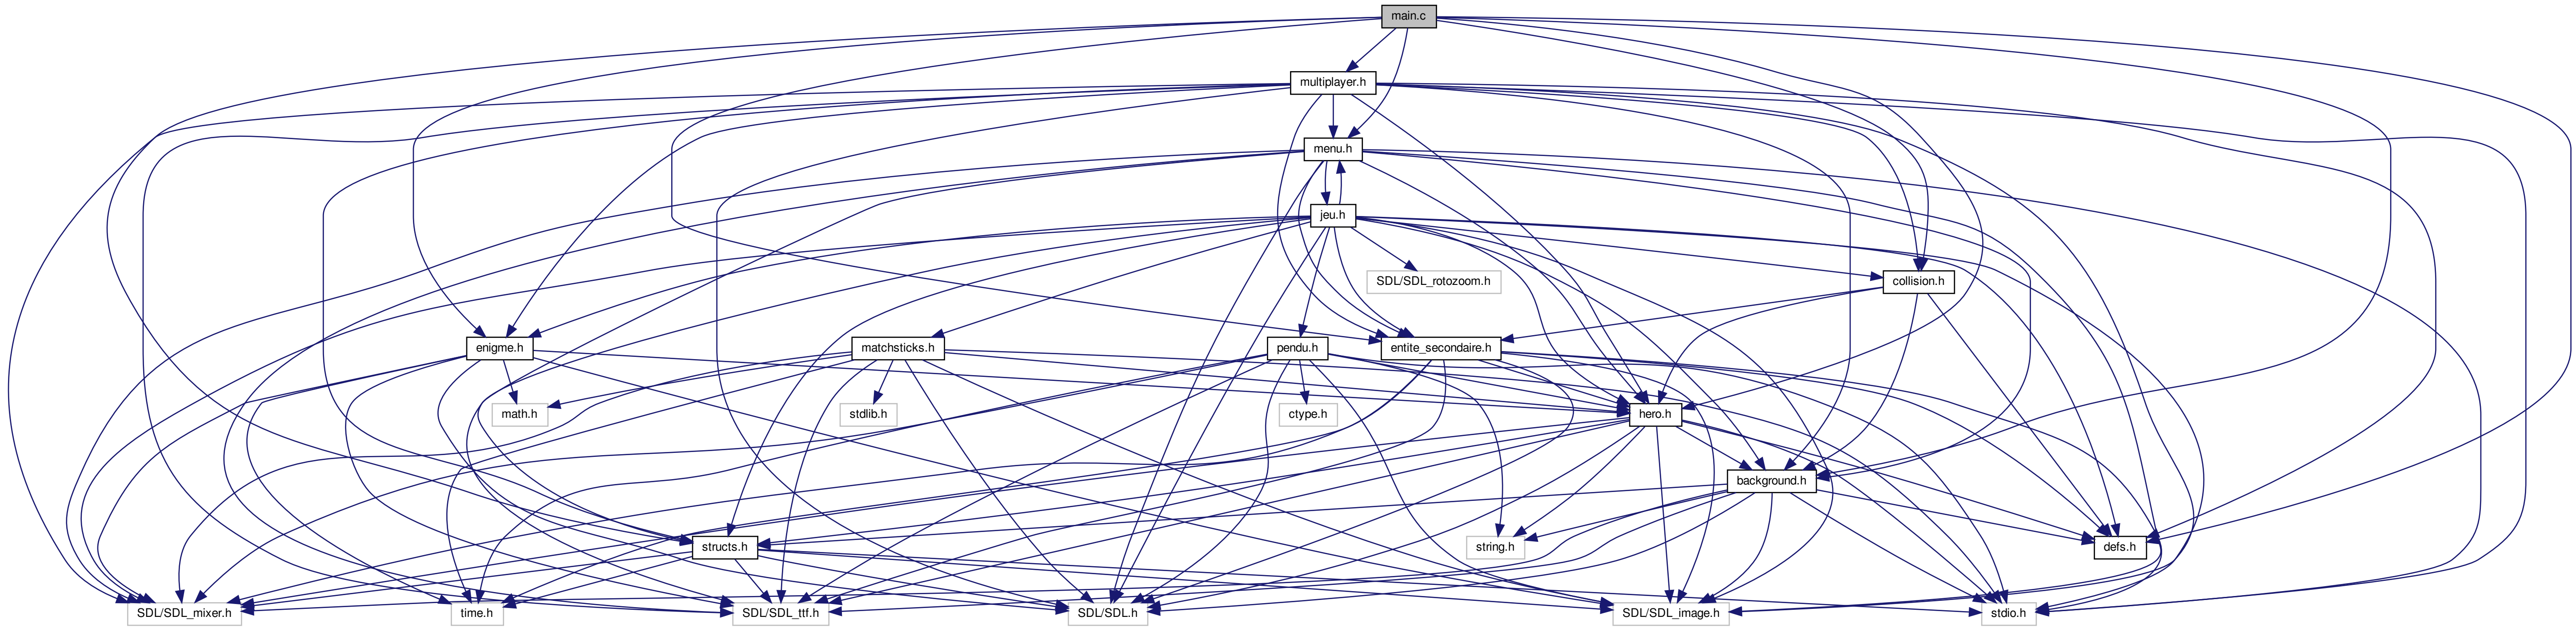 main.c
multiplayer.h
menu.h
jeu.h
SDL/SDL_rotozoom.h
collision.h
enigme.h
matchsticks.h
pendu.h
entite_secondaire.h
math.h
stdlib.h
ctype.h
hero.h
background.h
structs.h
string.h
defs.h
SDL/SDL_mixer.h
time.h
SDL/SDL_ttf.h
SDL/SDL.h
SDL/SDL_image.h
stdio.h